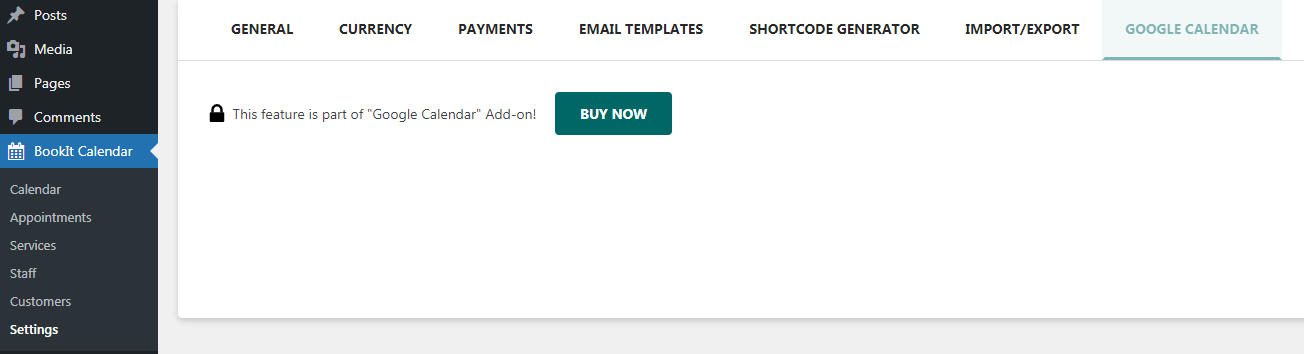 Posts
Media
Pages
Comments
BookIt Calendar
Calendar
Appointments
Services
Staff
Customers
Settings
GENERAL CURRENCY PAYMENTS EMAIL TEMPLATES SHORTCODE GENERATOR IMPORT/EXPORT GOOGLE CALENDAR
This feature is part of "Google Calendar" Add-on! BUY NOW